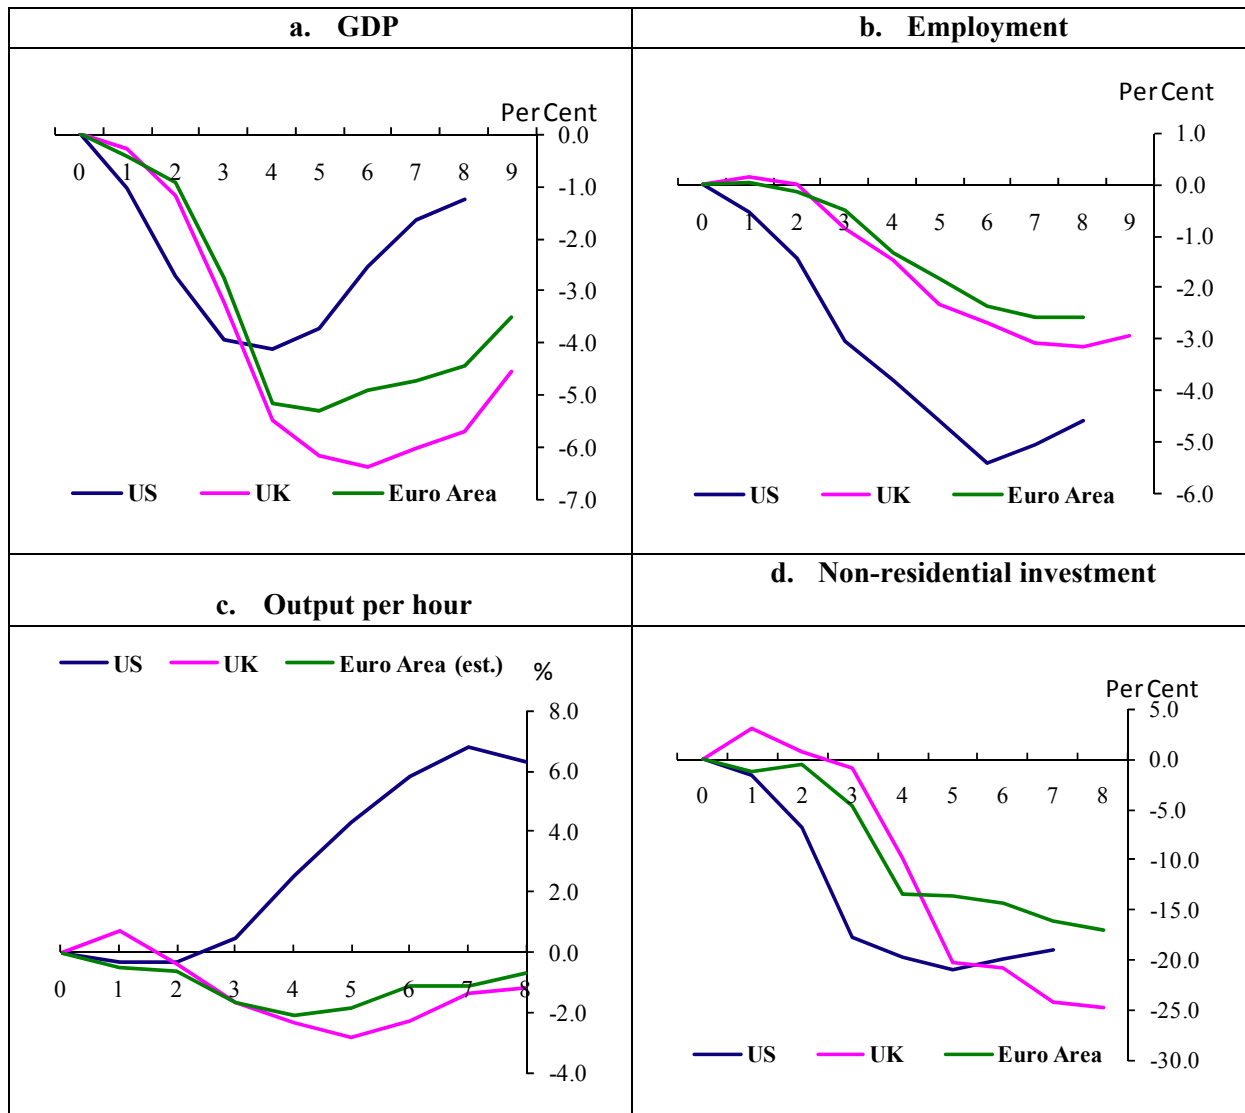 a. GDP
Per Cent
0.0
0 1 2 3 4 5 6 7 8 9
-1.0
-2.0
-3.0
-4.0
-5.0
-6.0
US UK Euro Area
-7.0
b. Employment
Per Cent
1.0
0.0
0 1 2 3 4 5 6 7 8 9
-1.0
-2.0
-3.0
-4.0
-5.0
US UK Euro Area
-6.0
c. Output per hour
US UK Euro Area (est.)
%
8.0
6.0
4.0
2.0
0.0
0 1 2 3 4 5 6 7 8
-2.0
-4.0
d. Non-residential investment
Per Cent
5.0
0.0
0 1 2 3 4 5 6 7 8
-5.0
-10.0
-15.0
-20.0
-25.0
US UK Euro Area
-30.0